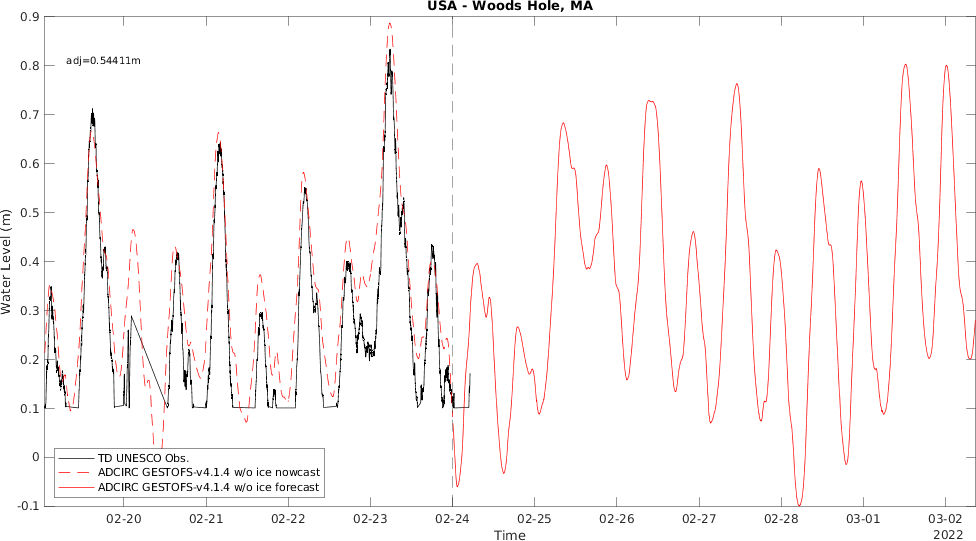 USA - Woods Hole, MA
0.9
0.8
0.7
0.6
0.5
0.4
0.3
0.2
0.1
0
-0.1
Water Level (m)
adj=0.54411m
TD UNESCO Obs.
ADCIRC GESTOFS-v4.1.4 w/o ice nowcast
ADCIRC GESTOFS-v4.1.4 w/o ice forecast
02-20 02-21 02-22 02-23 02-24 02-25 02-26 02-27 02-28 03-01 03-02
2022
Time